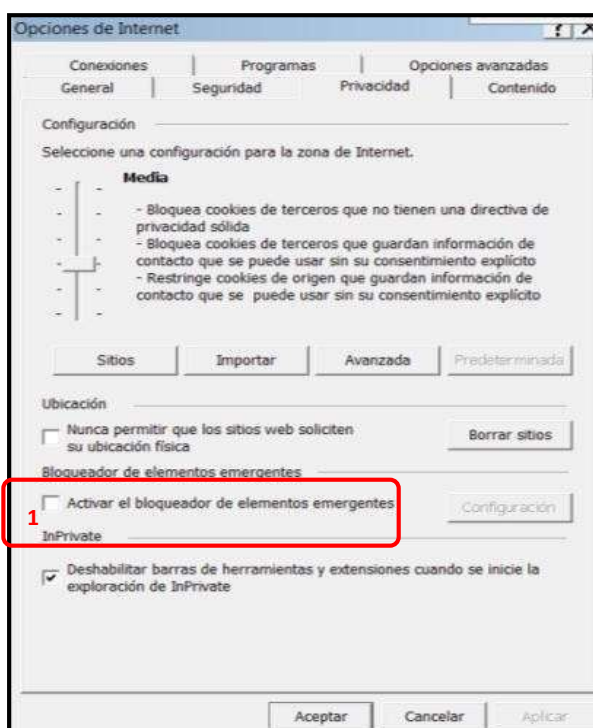 Opciones de Internet
? X
Conexiones Programas Opciones avanzadas
General Seguridad Privacidad Contenido
Configuración
Seleccione una configuración para la zona de Internet.
Media
- Bloquea cookies de terceros que no tienen una directiva de
privacidad sólida
- Bloquea cookies de terceros que guardan información de
contacto que se puede usar sin su consentimiento explícito
- Restringe cookies de origen que guardan información de
contacto que se puede usar sin su consentimiento explícito
Sitios Importar Avanzada Predeterminada
Ubicación
Nunca permitir que los sitios web soliciten
su ubicación física
Borrar sitios
Bloqueador de elementos emergentes
Activar el bloqueador de elementos emergentes
Configuración
1
InPrivate
Deshabilitar barras de herramientas y extensiones cuando se inicie la
exploración de InPrivate
Aceptar Cancelar Aplicar